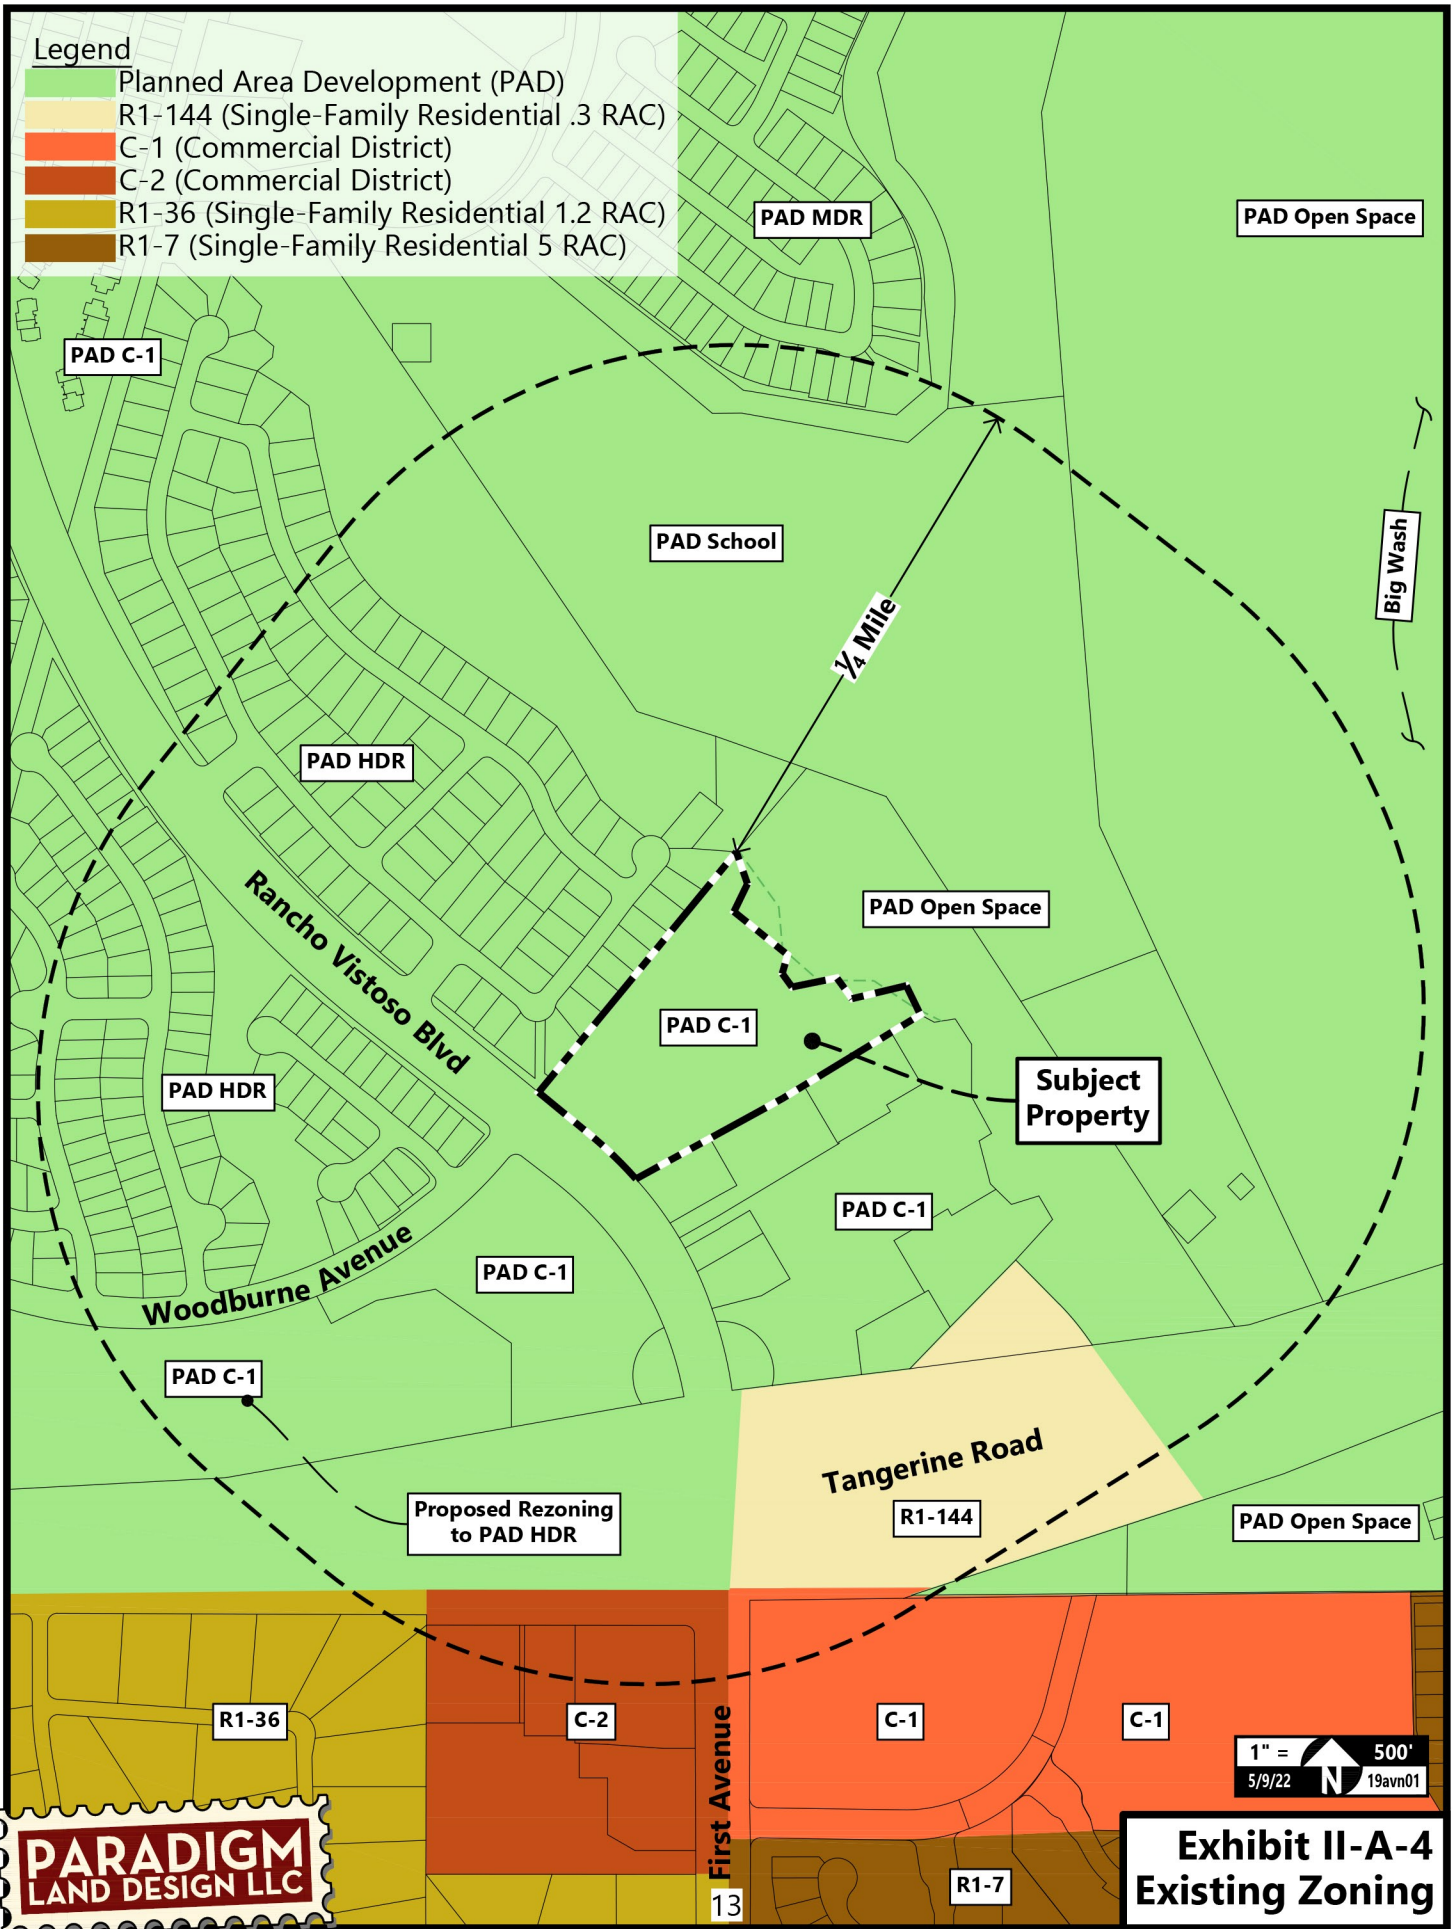 Legend
Planned Area Development (PAD)
R1-144 (Single-Family Residential .3 RAC)
C-1 (Commercial District)
C-2 (Commercial District)
R1-36 (Single-Family Residential 1.2 RAC)
R1-7 (Single-Family Residential 5 RAC)
PAD MDR
PAD Open Space
PAD C-1
PAD School
Big Wash
¼ Mile
PAD HDR
Rancho Vistoso Blvd
PAD Open Space
PAD C-1
Subject
Property
PAD HDR
PAD C-1
Woodburne Avenue
PAD C-1
PAD C-1
Tangerine Road
Proposed Rezoning
to PAD HDR
R1-144
PAD Open Space
R1-36
C-2
First Avenue
C-1
C-1
1" = 500'
5/9/22 N 19avn01
PARADIGM
LAND DESIGN LLC
R1-7
Exhibit II-A-4
Existing Zoning
13